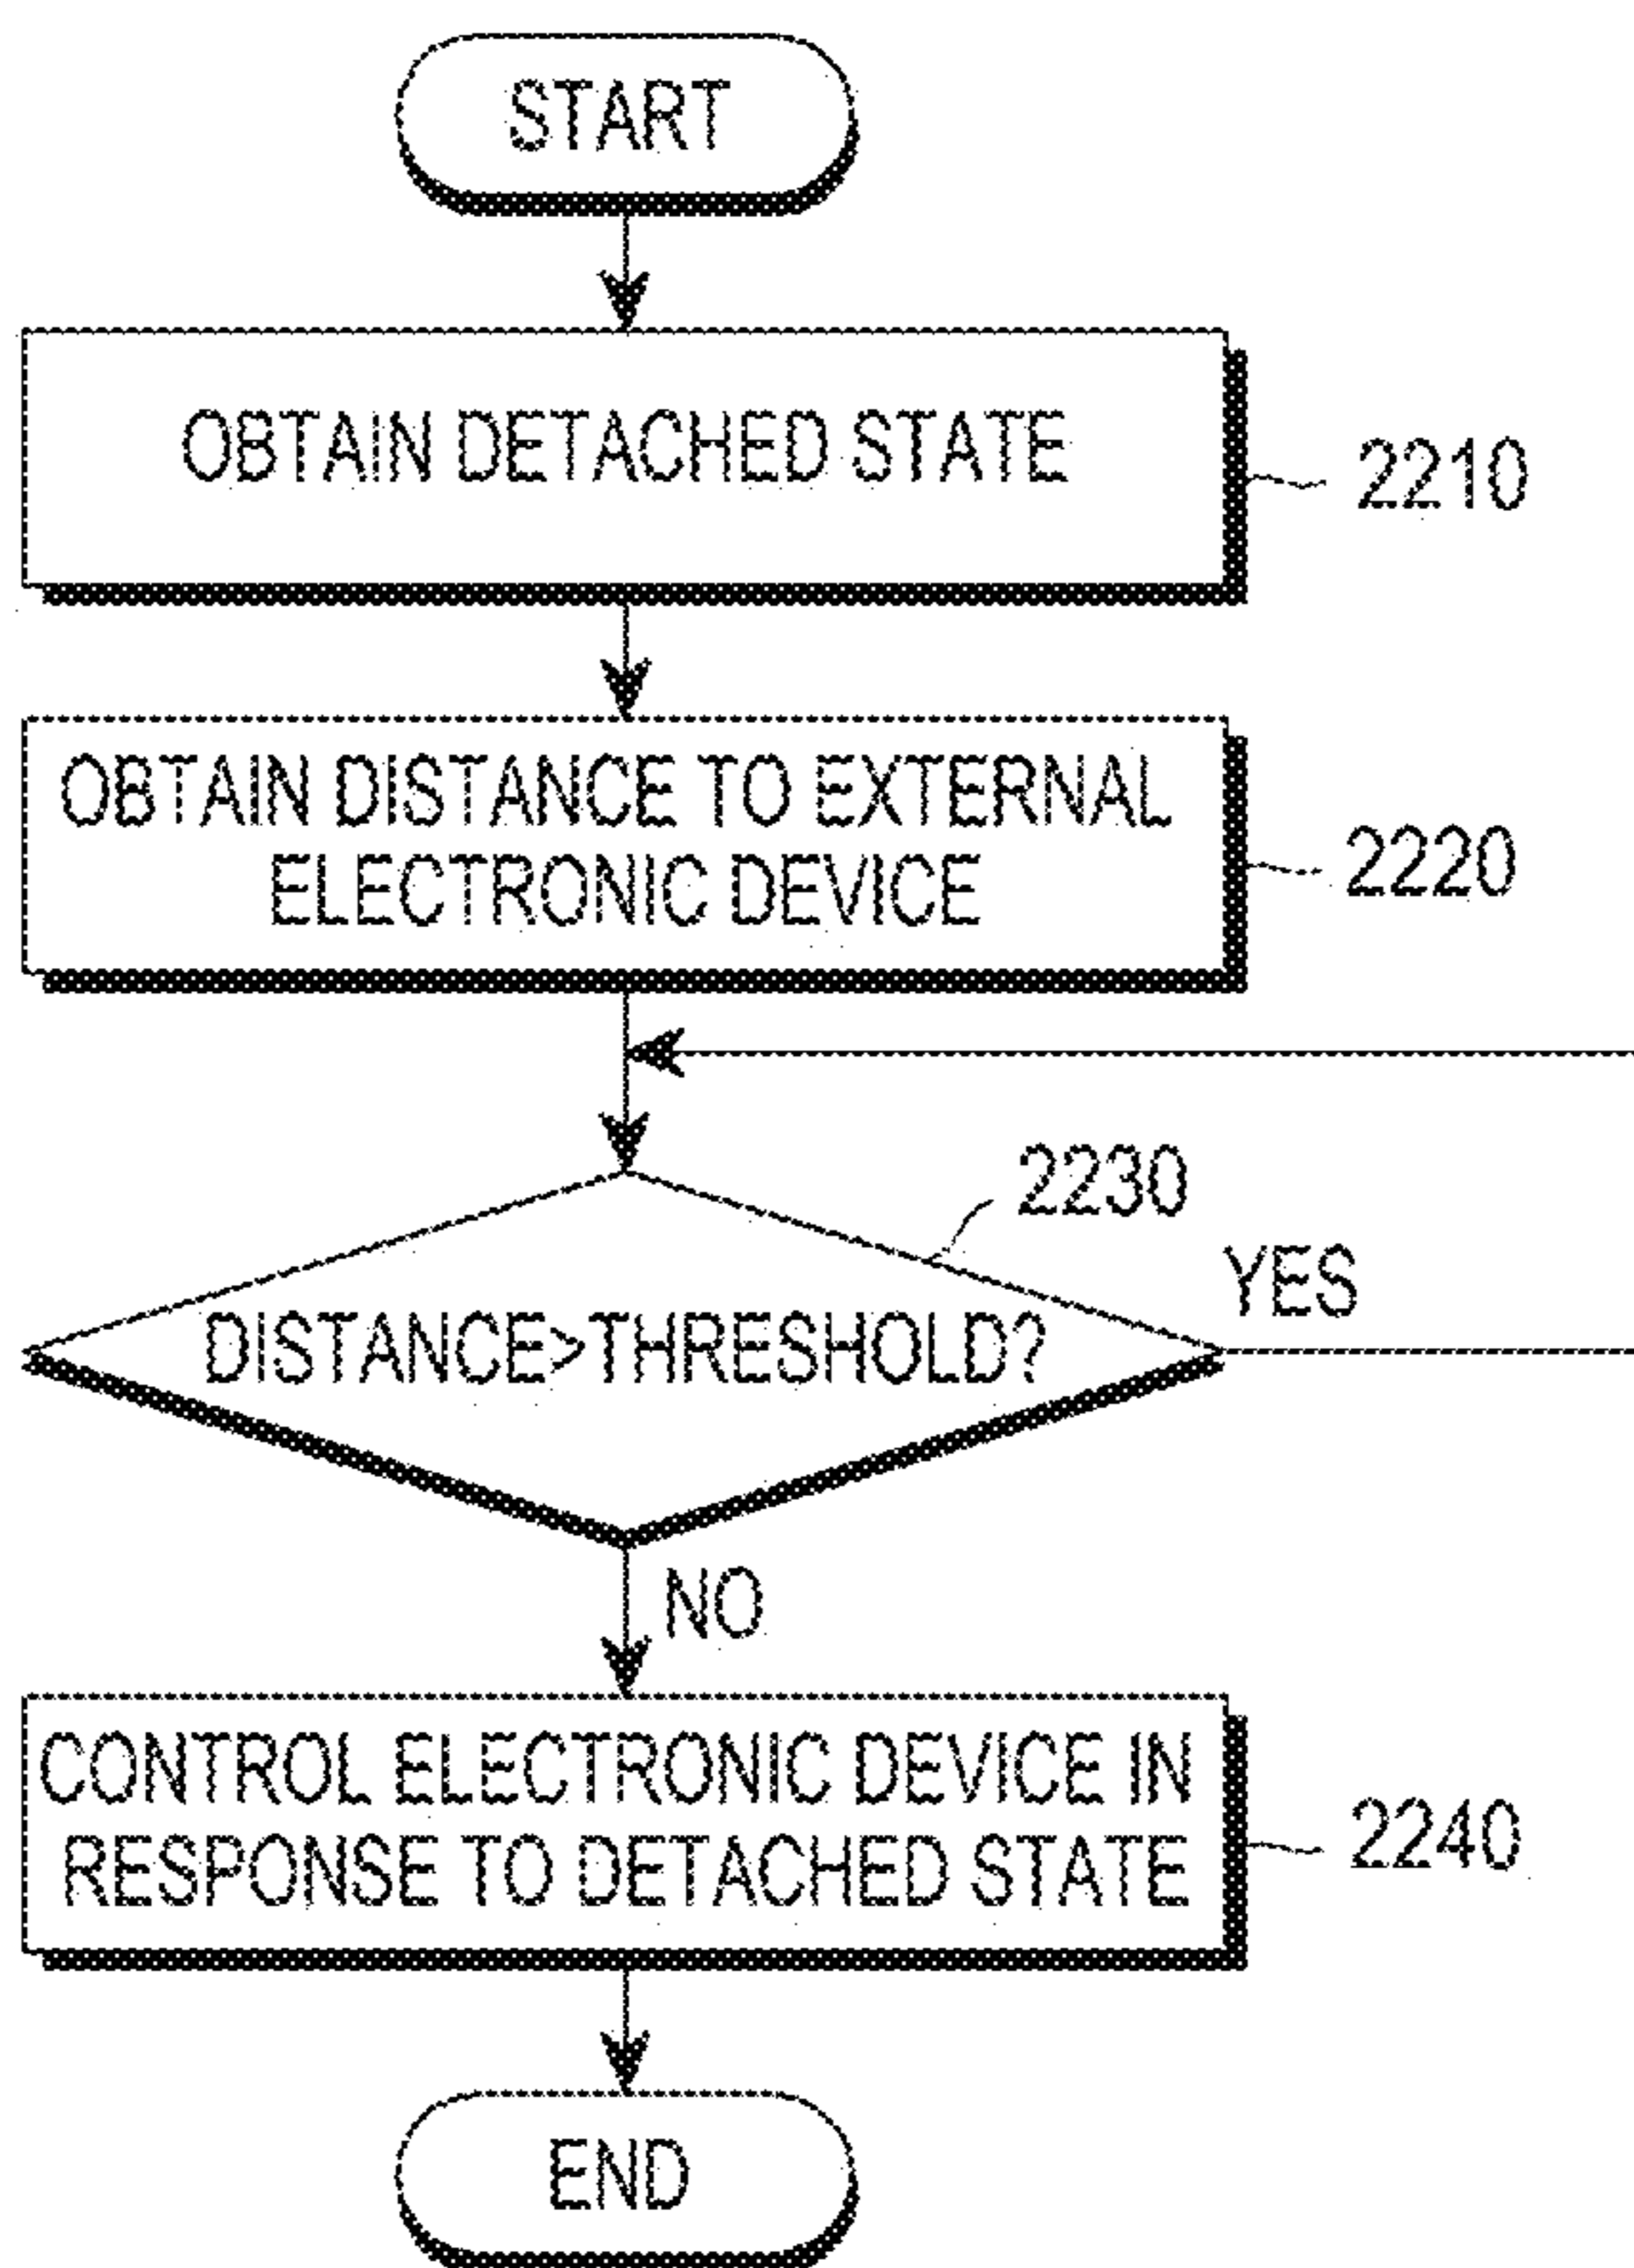 START
OBTAIN DETACHED STATE
2210
OBTAIN DISTANCE TO EXTERNAL
ELECTRONIC DEVICE
2220
2230
YES
DISTANCE>THRESHOLD?
NO
CONTROL ELECTRONIC DEVICE IN
RESPONSE TO DETACHED STATE
2240
END